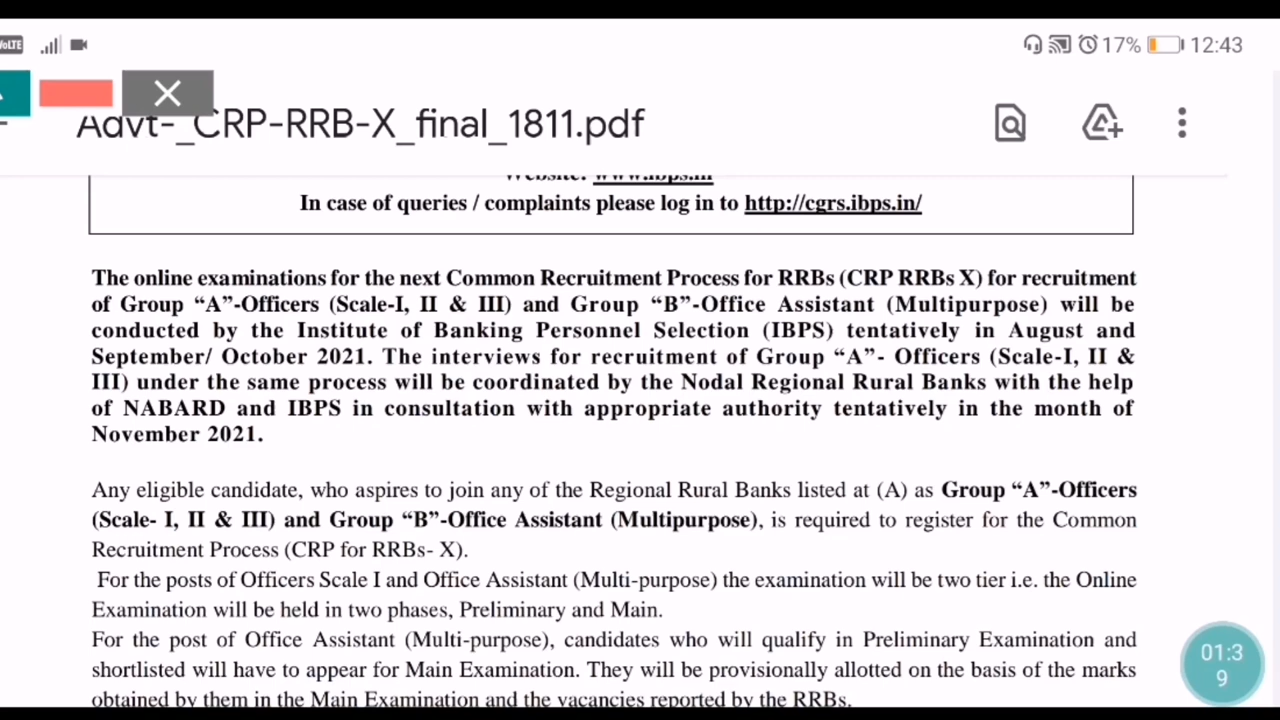 VoLTE
17%
12:43
Advt-_CRP-RRB-X_final_1811.pdf
Website: www.ibps.in
In case of queries / complaints please log in to http://cgrs.ibps.in/
The online examinations for the next Common Recruitment Process for RRBs (CRP RRBs X) for recruitment
of Group “A”-Officers (Scale-I, II & III) and Group “B”-Office Assistant (Multipurpose) will be
conducted by the Institute of Banking Personnel Selection (IBPS) tentatively in August and
September/ October 2021. The interviews for recruitment of Group “A”- Officers (Scale-I, II &
III) under the same process will be coordinated by the Nodal Regional Rural Banks with the help
of NABARD and IBPS in consultation with appropriate authority tentatively in the month of
November 2021.
Any eligible candidate, who aspires to join any of the Regional Rural Banks listed at (A) as Group “A”-Officers
(Scale- I, II & III) and Group “B”-Office Assistant (Multipurpose), is required to register for the Common
Recruitment Process (CRP for RRBs- X).
For the posts of Officers Scale I and Office Assistant (Multi-purpose) the examination will be two tier i.e. the Online
Examination will be held in two phases, Preliminary and Main.
For the post of Office Assistant (Multi-purpose), candidates who will qualify in Preliminary Examination and
shortlisted will have to appear for Main Examination. They will be provisionally allotted on the basis of the marks
obtained by them in the Main Examination and the vacancies reported by the RRBs.
01:3
9